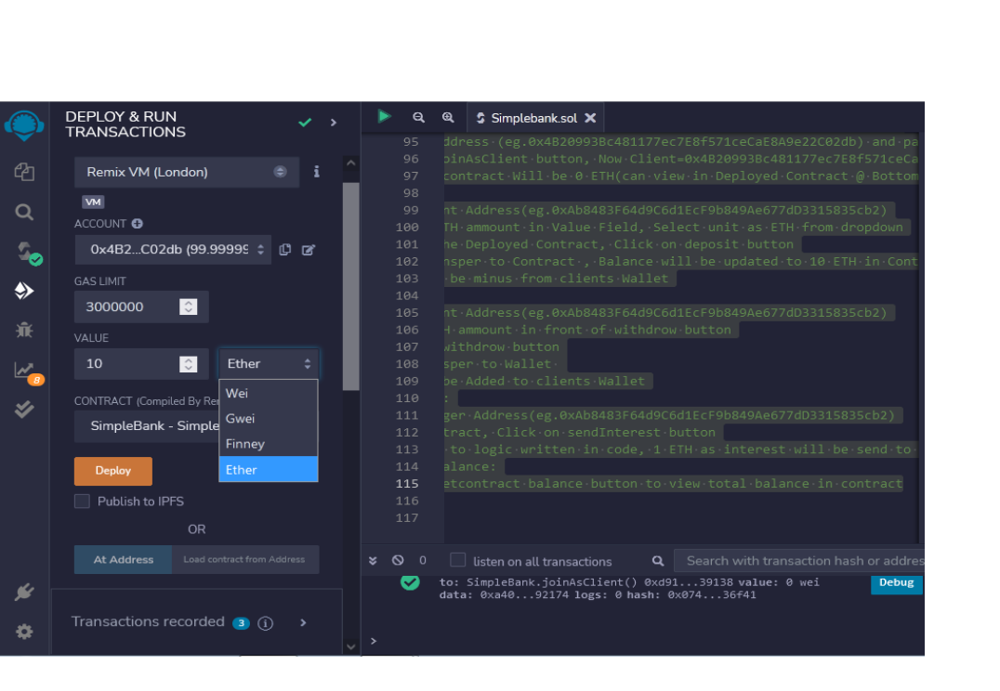 DEPLOY & RUN
TRANSACTIONS
Remix VM (London)
VM
ACCOUNT
0x4B2...C02db (99.99999
GAS LIMIT
3000000
VALUE
10
Ether
Wei
Gwei
Finney
Ether
CONTRACT (Compiled By Re
SimpleBank - Simple
Deploy
Publish to IPFS
OR
At Address
Load contract from Address
Transactions recorded 3 i
8
Simplebank.sol
95 ddress (eg.0x4B20993Bc481177ec7E8f571ceCaE8A9e22C02db) and pa
96 oinAsClient button, Now Client=0x4B20993Bc481177ec7E8f571ceCa
97 contract Will be 0 ETH(can view in Deployed Contract @ Bottom
98
99 nt Address(eg.0xAb8483F64d9C6d1EcF9b849Ae677dD3315835cb2)
100 TH ammount in Value Field, Select unit as ETH from dropdown
101 he Deployed Contract, Click on deposit button
102 nsper to Contract , Balance will be updated to 10 ETH in Cont
103 be minus from clients Wallet
104
105 nt Address(eg.0xAb8483F64d9C6d1EcF9b849Ae677dD3315835cb2)
106 H ammount in front of withdrow button
107 withdrow button
108 sper to Wallet
109 be Added to clients Wallet
110 :
111 ger Address(eg.0xAb8483F64d9C6d1EcF9b849Ae677dD3315835cb2)
112 tract, Click on sendInterest button
113 to logic written in code, 1 ETH as interest will be send to
114 alance:
115 etcontract balance button to view total balance in contract
116
117
0
listen on all transactions
Search with transaction hash or addres
to: SimpleBank.joinAsClient() 0xd91...39138 value: 0 wei
data: 0xa40...92174 logs: 0 hash: 0x074...36f41
Debug
>